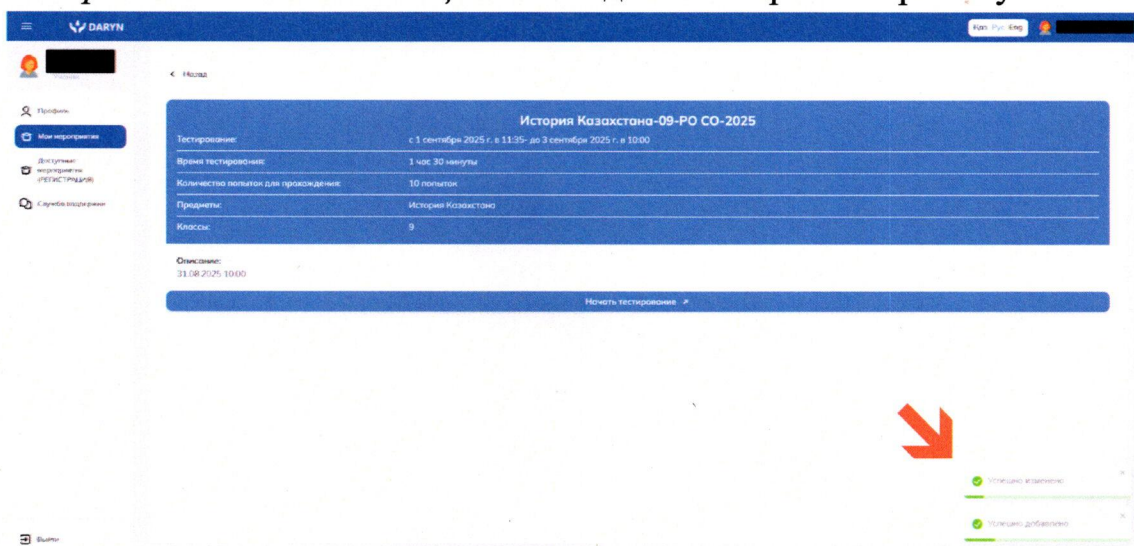 DARYN
Қаз Рус Eng
Назад
Профиль
Мои мероприятия
Доступные мероприятия (РЕГИСТРАЦИЯ)
Служба поддержки
История Казахстана-09-РО СО-2025
Тестирование: с 1 сентября 2025 г. в 11:35- до 3 сентября 2025 г. в 10:00
Время тестирования: 1 час 30 минуты
Количество попыток для прохождения: 10 попыток
Предметы: История Казахстана
Классы: 9
Описание:
31.08.2025 10:00
Начать тестирование
Успешно изменено
Успешно добавлено
Выйти